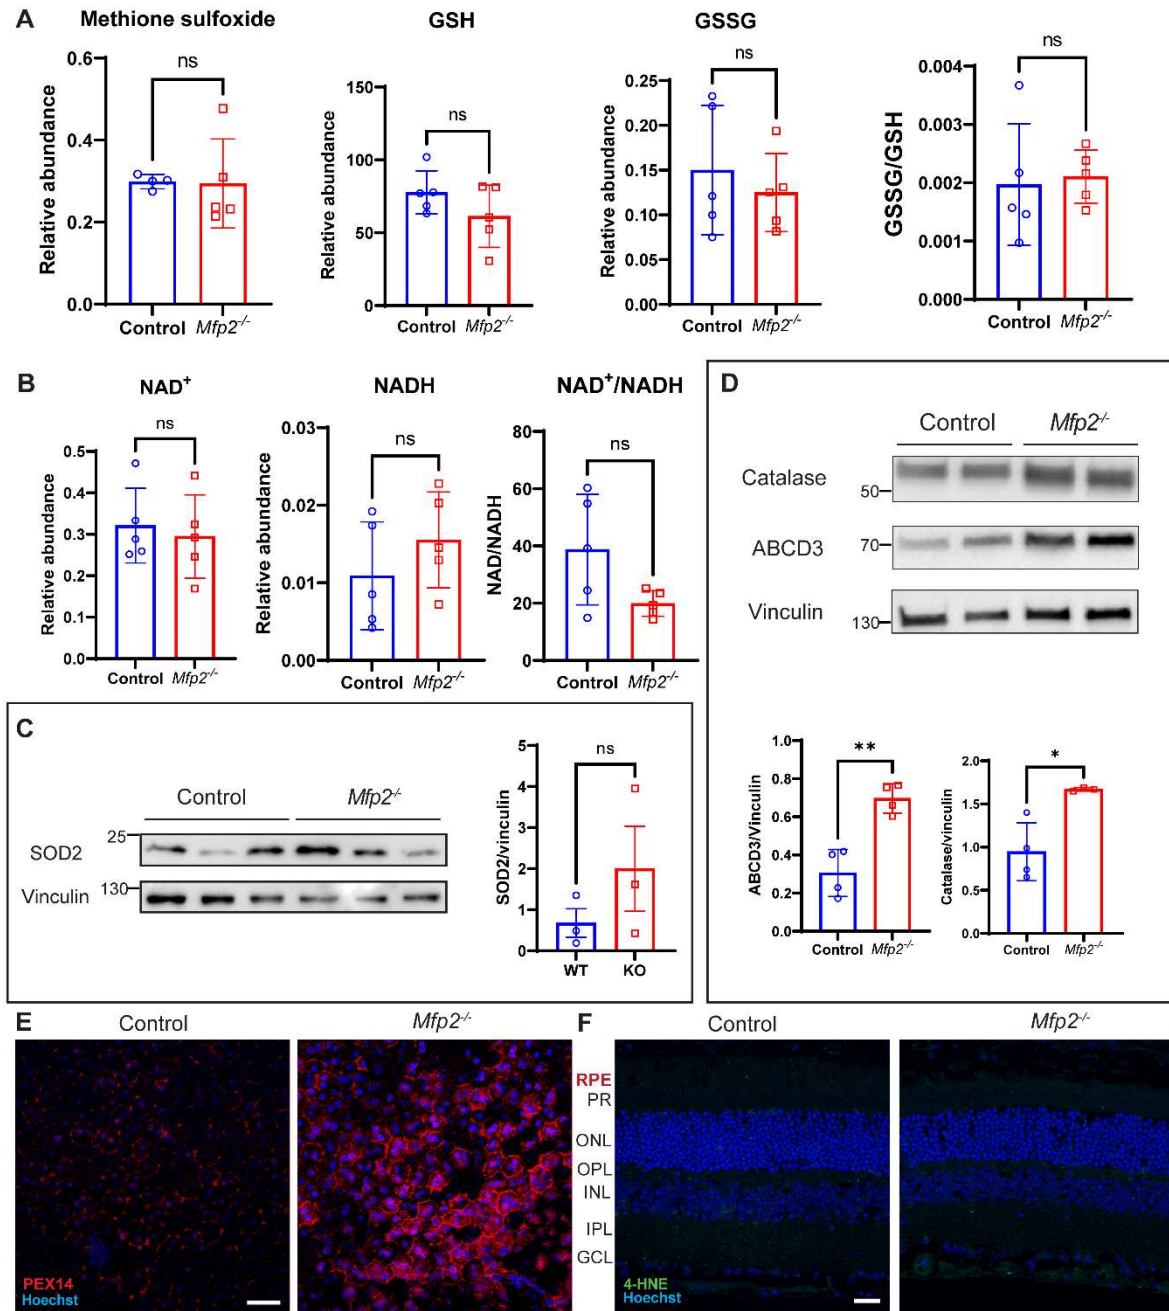 A
Methione sulfoxide
ns
Relative abundance
0.6
0.4
0.2
0.0
Control Mfp2-/-
GSH
ns
Relative abundance
150
100
50
0
Control Mfp2-/-
GSSG
ns
Relative abundance
0.25
0.20
0.15
0.10
0.05
0.00
Control Mfp2-/-
ns
GSSG/GSH
0.004
0.003
0.002
0.001
0.000
Control Mfp2-/-
B
NAD+
ns
Relative abundance
0.5
0.4
0.3
0.2
0.1
0.0
Control Mfp2-/-
NADH
ns
Relative abundance
0.03
0.02
0.01
0.00
Control Mfp2-/-
NAD+/NADH
ns
NAD/NADH
80
60
40
20
0
Control Mfp2-/-
C
Control Mfp2-/-
25
SOD2
130
Vinculin
ns
SOD2/vinculin
5
4
3
2
1
0
WT KO
D
Control Mfp2-/-
Catalase
50
ABCD3
70
Vinculin
130
**
ABCD3/Vinculin
1.0
0.8
0.6
0.4
0.2
0.0
Control Mfp2-/-
*
Catalase/vinculin
2.0
1.5
1.0
0.5
0.0
Control Mfp2-/-
E
Control Mfp2-/-
PEX14
Hoechst
F
Control Mfp2-/-
RPE
PR
ONL
OPL
INL
IPL
GCL
4-HNE
Hoechst